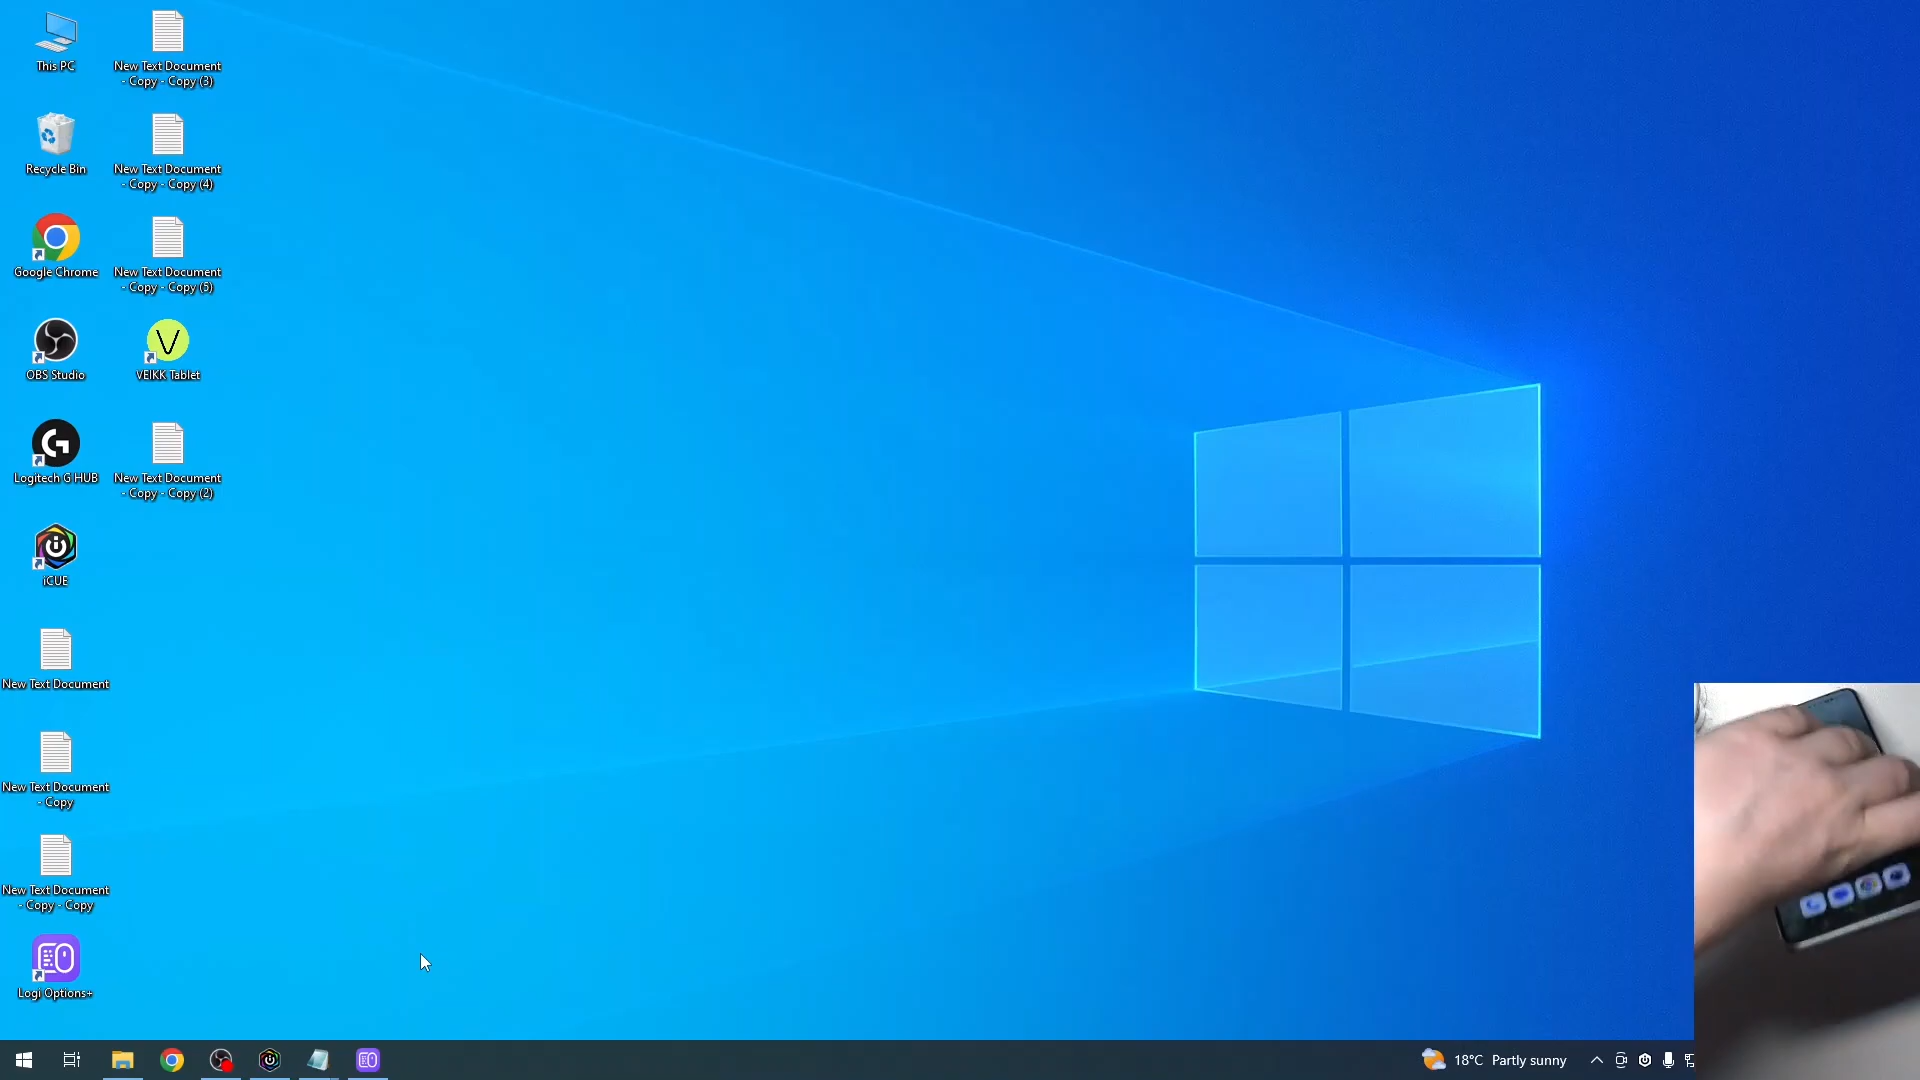 This PC
New Text Document
- Copy - Copy (3)
Recycle Bin
New Text Document
- Copy - Copy (4)
Google Chrome
New Text Document
- Copy - Copy (5)
OBS Studio
VEIKK Tablet
Logitech G HUB
New Text Document
- Copy - Copy (2)
iCUE
New Text Document
New Text Document
- Copy
New Text Document
- Copy - Copy
Logi Options+
18°C Partly sunny